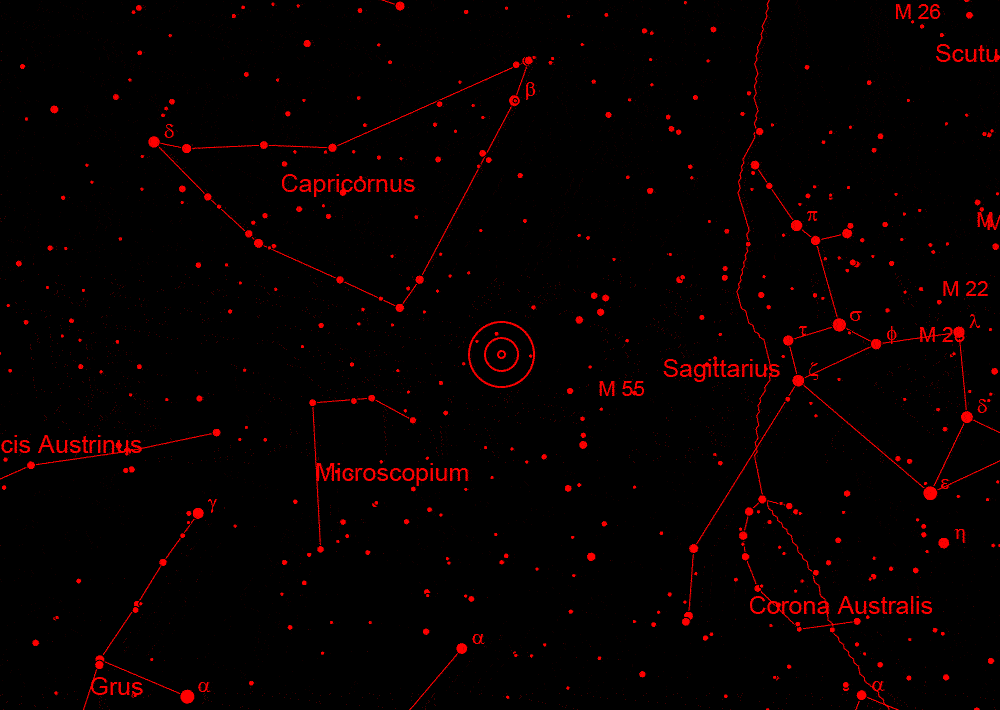 M 26
Scutu
α
β
δ
Capricornus
π
M
M 22
σ
λ
τ
φ
M 28
Sagittarius
ζ
M 55
δ
cis Austrinus
Microscopium
ε
γ
η
Corona Australis
α
Grus
α
α